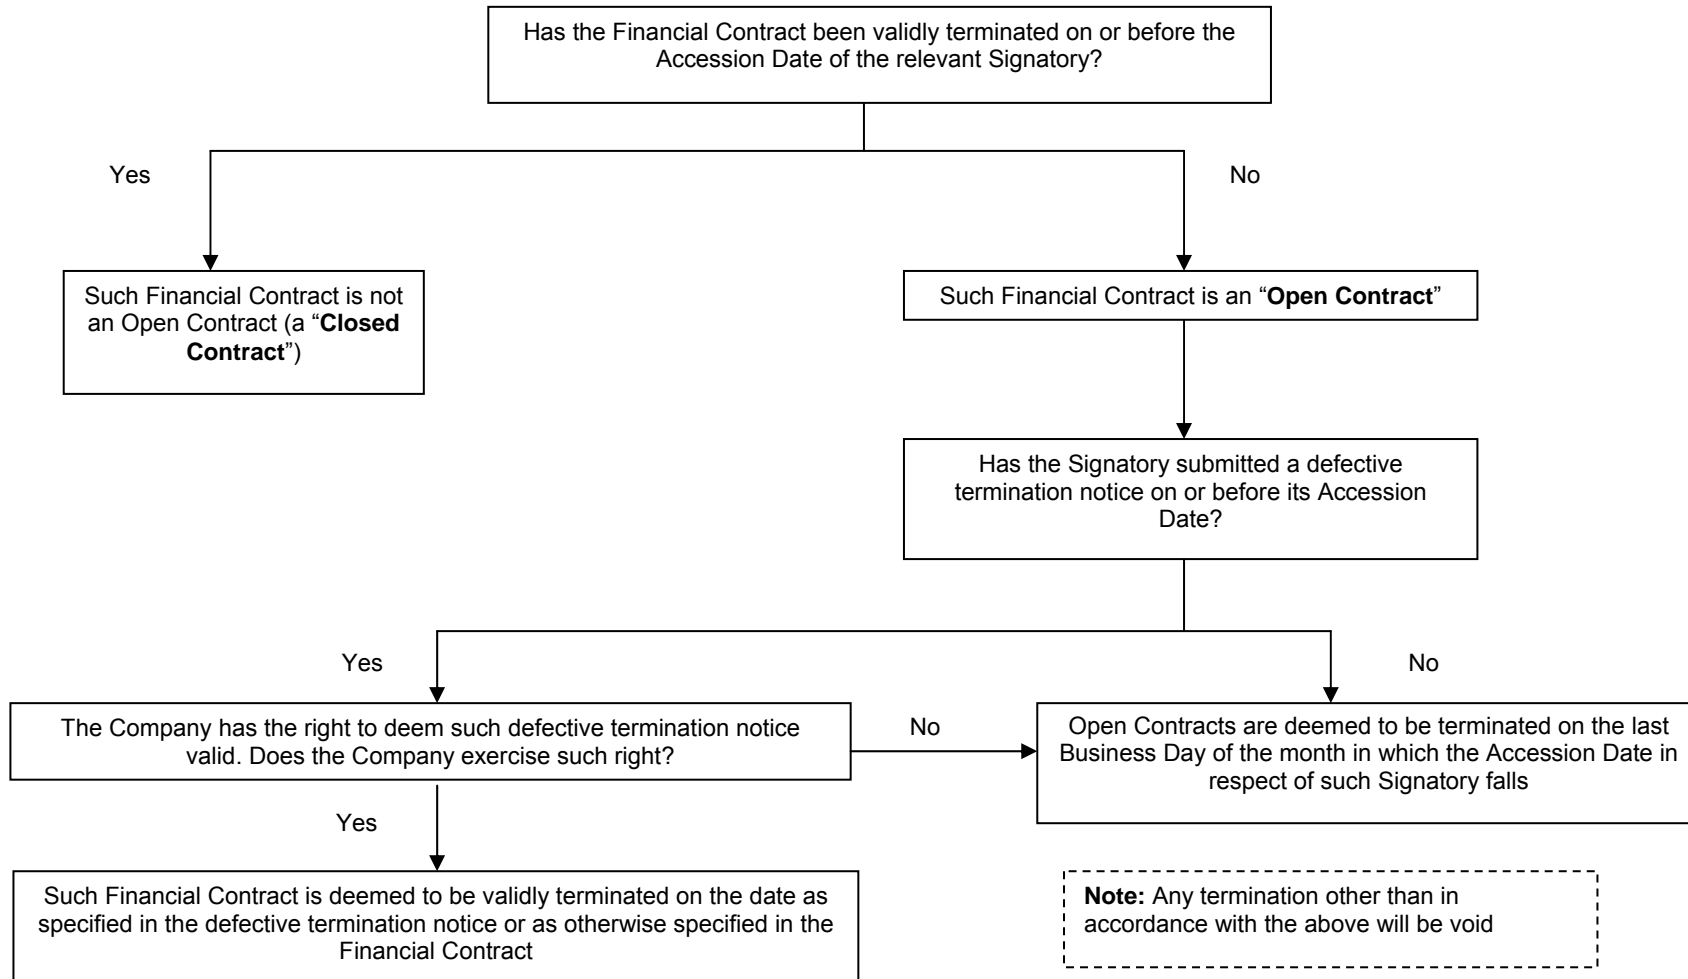 Has the Financial Contract been validly terminated on or before the
Accession Date of the relevant Signatory?
Yes
No
Such Financial Contract is not
an Open Contract (a “Closed
Contract”)
Such Financial Contract is an “Open Contract”
Has the Signatory submitted a defective
termination notice on or before its Accession
Date?
Yes
No
The Company has the right to deem such defective termination notice
valid. Does the Company exercise such right?
No
Open Contracts are deemed to be terminated on the last
Business Day of the month in which the Accession Date in
respect of such Signatory falls
Yes
Such Financial Contract is deemed to be validly terminated on the date as
specified in the defective termination notice or as otherwise specified in the
Financial Contract
Note: Any termination other than in
accordance with the above will be void